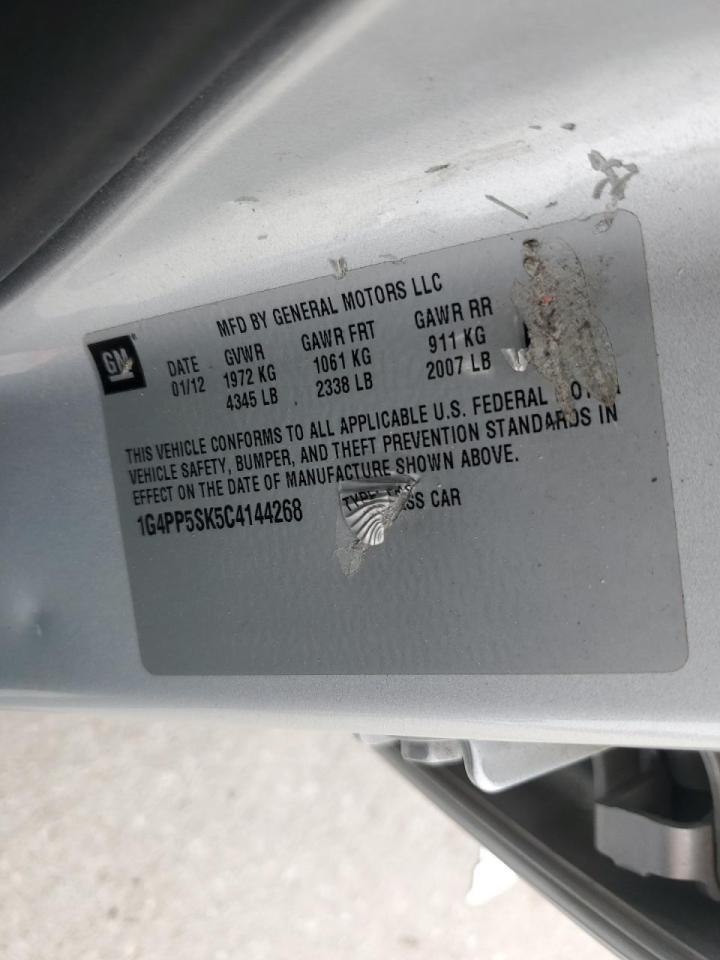 GM
MFD BY GENERAL MOTORS LLC
DATE GVWR GAWR FRT GAWR RR
01/12 1972 KG 1061 KG 911 KG
4345 LB 2338 LB 2007 LB
THIS VEHICLE CONFORMS TO ALL APPLICABLE U.S. FEDERAL MOTOR
VEHICLE SAFETY, BUMPER, AND THEFT PREVENTION STANDARDS IN
EFFECT ON THE DATE OF MANUFACTURE SHOWN ABOVE.
1G4PP5SK5C4144268 TYPE: CAR